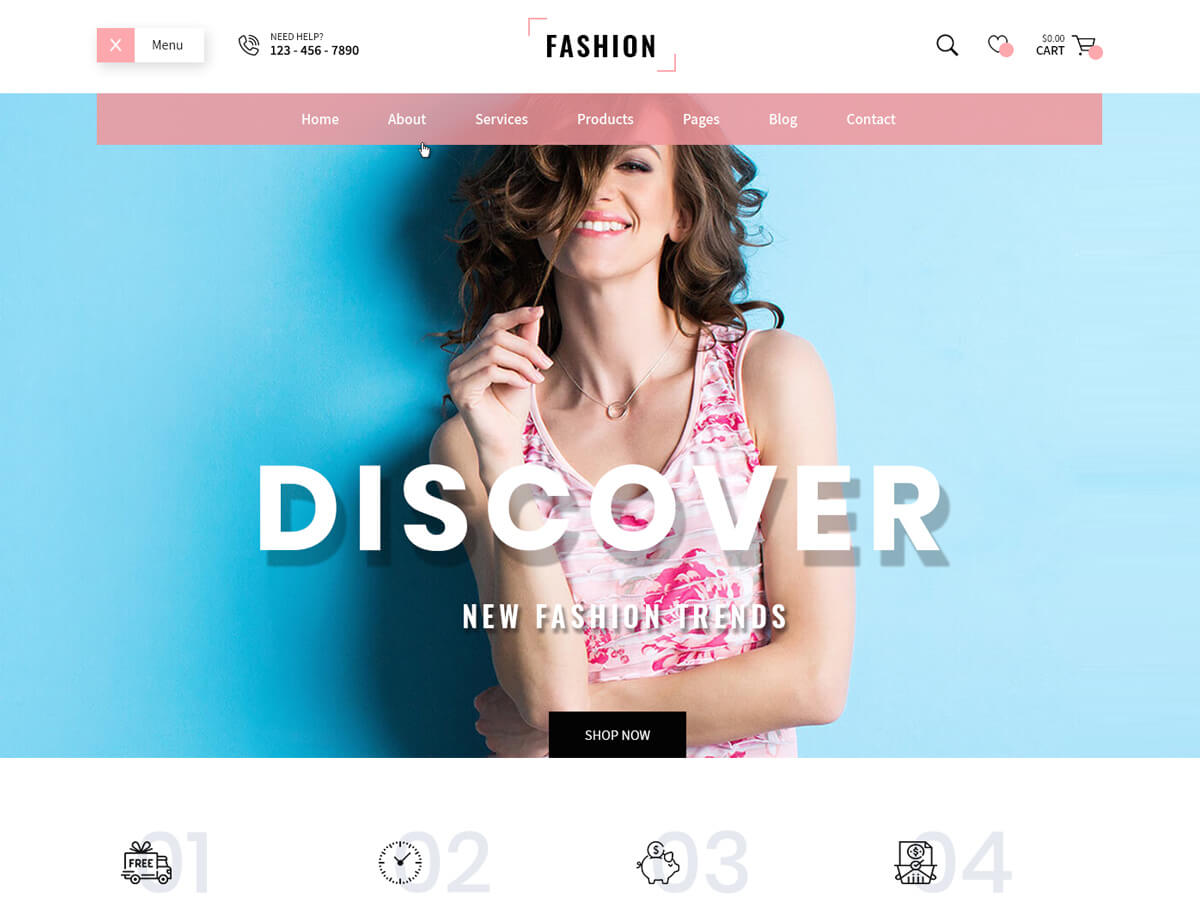 Menu
NEED HELP?
123 - 456 - 7890
FASHION
$0.00
CART
Home About Services Products Pages Blog Contact
DISCOVER
NEW FASHION TRENDS
SHOP NOW
01 02 03 04
FREE